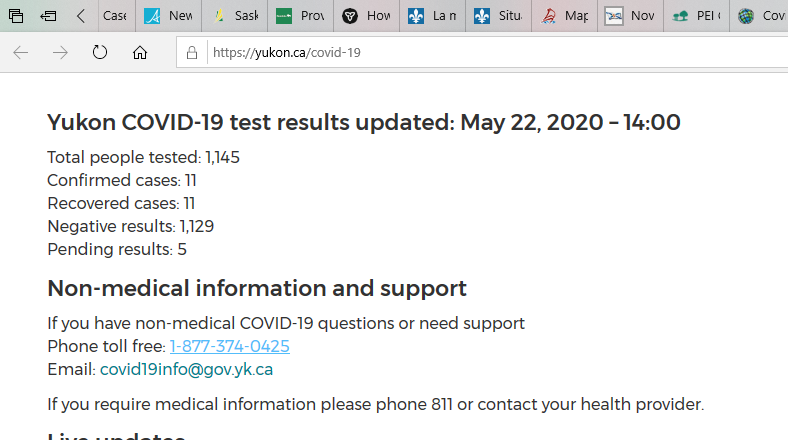 Case
New
Sask
Prov
How
La m
Situ
Map
Nov
PEI
Cov
https://yukon.ca/covid-19
Yukon COVID-19 test results updated: May 22, 2020 – 14:00
Total people tested: 1,145
Confirmed cases: 11
Recovered cases: 11
Negative results: 1,129
Pending results: 5
Non-medical information and support
If you have non-medical COVID-19 questions or need support
Phone toll free: 1-877-374-0425
Email: covid19info@gov.yk.ca
If you require medical information please phone 811 or contact your health provider.
Live updates